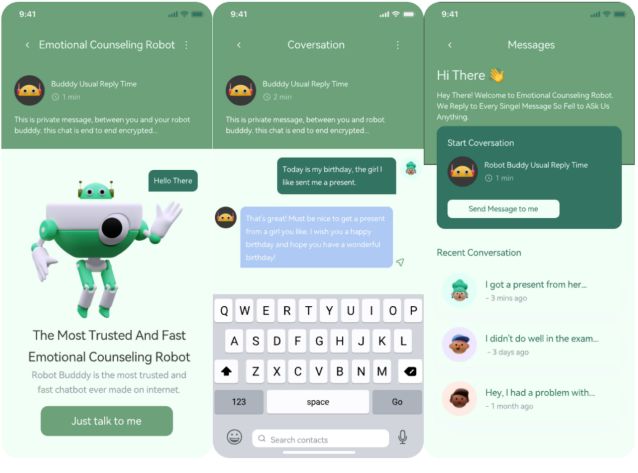 9:41
Emotional Counseling Robot
Budddy Usual Reply Time
1 min
This is private message, between you and your robot
budddy. this chat is end to end encrypted...
Hello There
The Most Trusted And Fast
Emotional Counseling Robot
Robot Budddy is the most trusted and
fast chatbot ever made on internet.
Just talk to me
9:41
Coversation
Budddy Usual Reply Time
2 min
This is private message, between you and your robot
budddy. this chat is end to end encrypted...
Today is my birthday, the girl I
like sent me a present.
That's great! Must be nice to get a present
from a girl you like. I wish you a happy
birthday and hope you have a wonderful
birthday!
Q W E R T Y U I O P
A S D F G H J K L
Z X C V B N M
123 space Go
Search contacts
9:41
Messages
Hi There 👋
Hey There! Welcome to Emotional Counseling Robot.
We Reply to Every Singel Message So Fell to ASk Us
Anything.
Start Coversation
Robot Buddy Usual Reply Time
1 min
Send Message to me
Recent Conversation
I got a present from her...
~ 3 mins ago
I didn't do well in the exam...
~ 3 days ago
Hey, I had a problem with...
~ 1 month ago